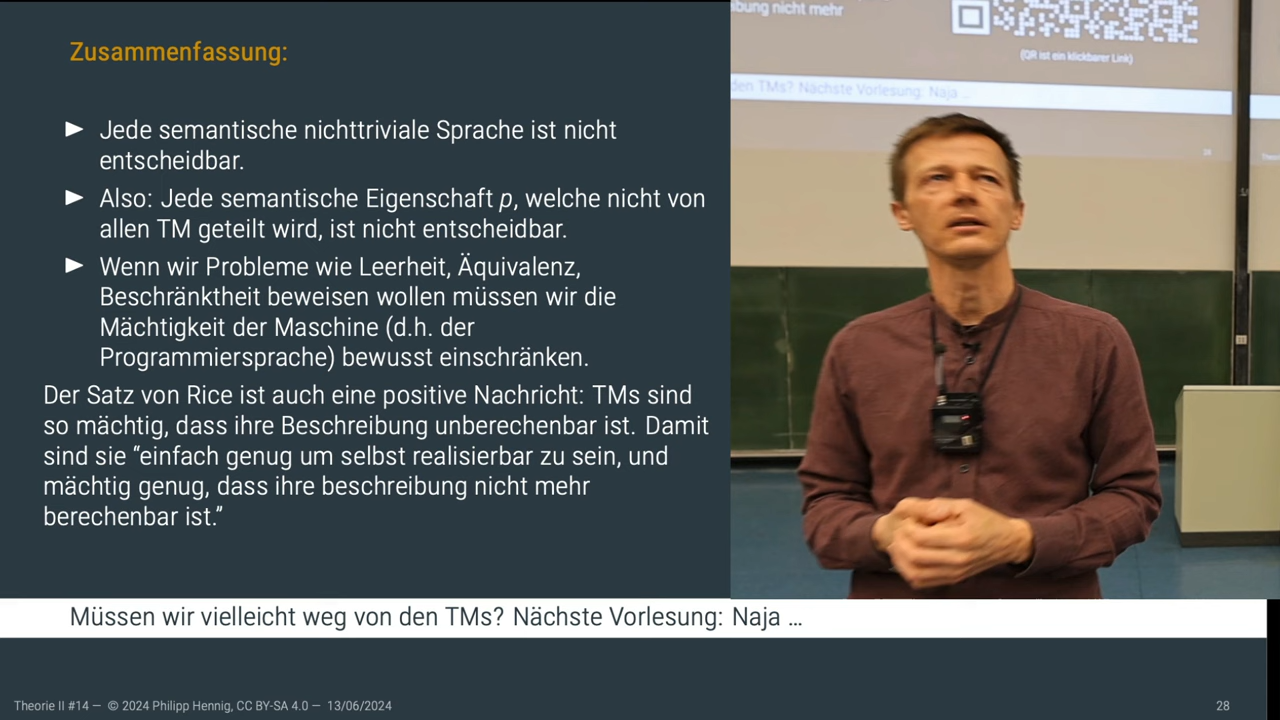 Zusammenfassung:
► Jede semantische nichttriviale Sprache ist nicht
entscheidbar.
► Also: Jede semantische Eigenschaft p, welche nicht von
allen TM geteilt wird, ist nicht entscheidbar.
► Wenn wir Probleme wie Leerheit, Äquivalenz,
Beschränktheit beweisen wollen müssen wir die
Mächtigkeit der Maschine (d.h. der
Programmiersprache) bewusst einschränken.
Der Satz von Rice ist auch eine positive Nachricht: TMs sind
so mächtig, dass ihre Beschreibung unberechenbar ist. Damit
sind sie “einfach genug um selbst realisierbar zu sein, und
mächtig genug, dass ihre beschreibung nicht mehr
berechenbar ist.”
Müssen wir vielleicht weg von den TMs? Nächste Vorlesung: Naja ...
Theorie II #14 — © 2024 Philipp Hennig, CC BY-SA 4.0 — 13/06/2024
28
bung nicht mehr
(QR ist ein klickbarer Link)
den TMs? Nächste Vorlesung: Naja ...